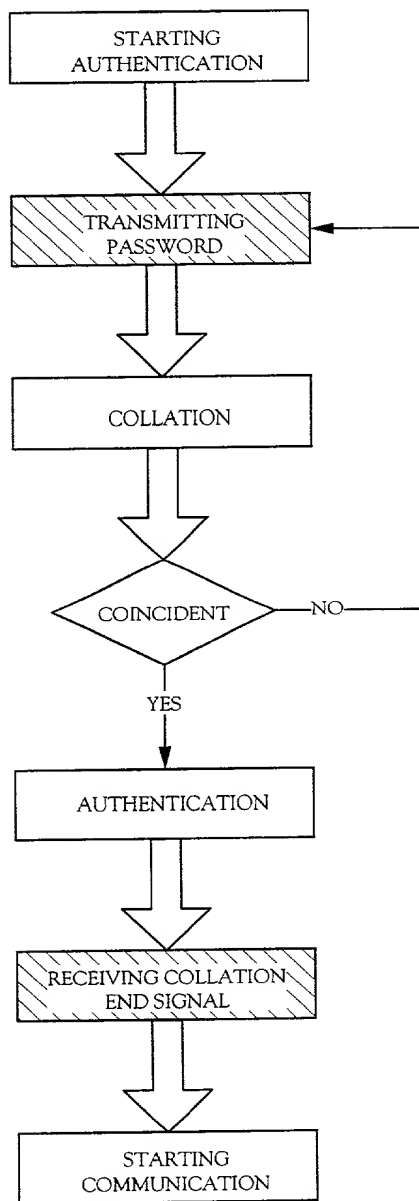 STARTING
AUTHENTICATION
TRANSMITTING
PASSWORD
COLLATION
COINCIDENT
NO
YES
AUTHENTICATION
RECEIVING COLLATION
END SIGNAL
STARTING
COMMUNICATION